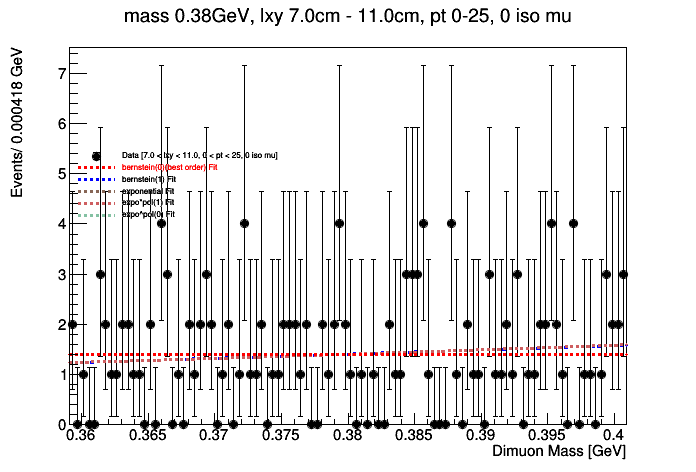 mass 0.38GeV, lxy 7.0cm - 11.0cm, pt 0-25, 0 iso mu
Events/ 0.000418 GeV
7
6
5
4
3
2
1
0
Data [7.0 < lxy < 11.0, 0 < pt < 25, 0 iso mu]
bernstein(0)(best order) Fit
bernstein(1) Fit
exponential Fit
expo*pol(1) Fit
expo^pol(0) Fit
0.36 0.365 0.37 0.375 0.38 0.385 0.39 0.395 0.4
Dimuon Mass [GeV]